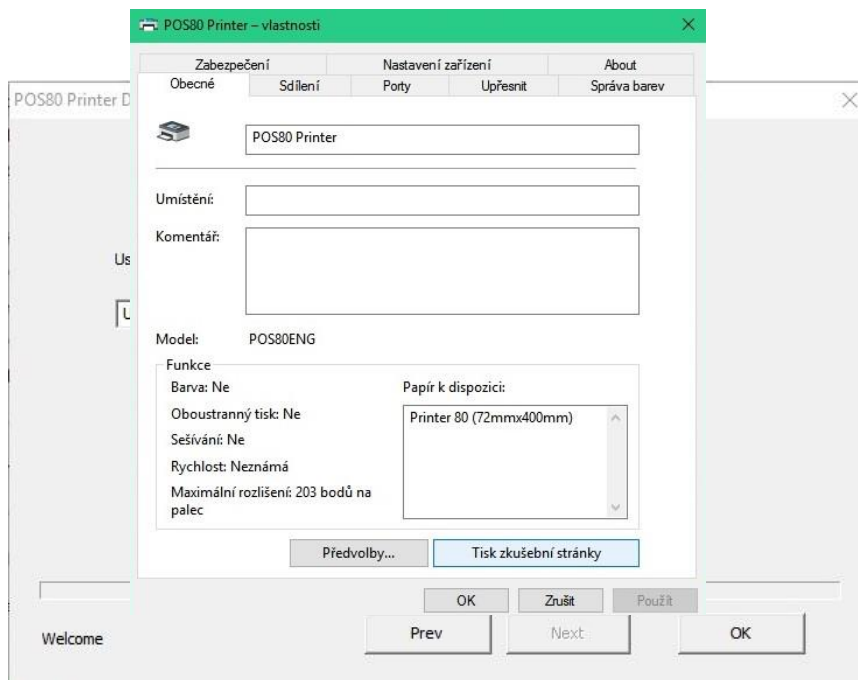 POS80 Printer – vlastnosti
Zabezpečení Nastavení zařízení About
Obecné Sdílení Porty Upřesnit Správa barev
POS80 Printer D
POS80 Printer
Umístění:
Komentář:
Us
U
Model: POS80ENG
Funkce
Barva: Ne
Papír k dispozici:
Oboustranný tisk: Ne
Printer 80 (72mmx400mm)
Sešívání: Ne
Rychlost: Neznámá
Maximální rozlišení: 203 bodů na
palec
Předvolby... Tisk zkušební stránky
OK Zrušit Použít
Welcome
Prev Next OK